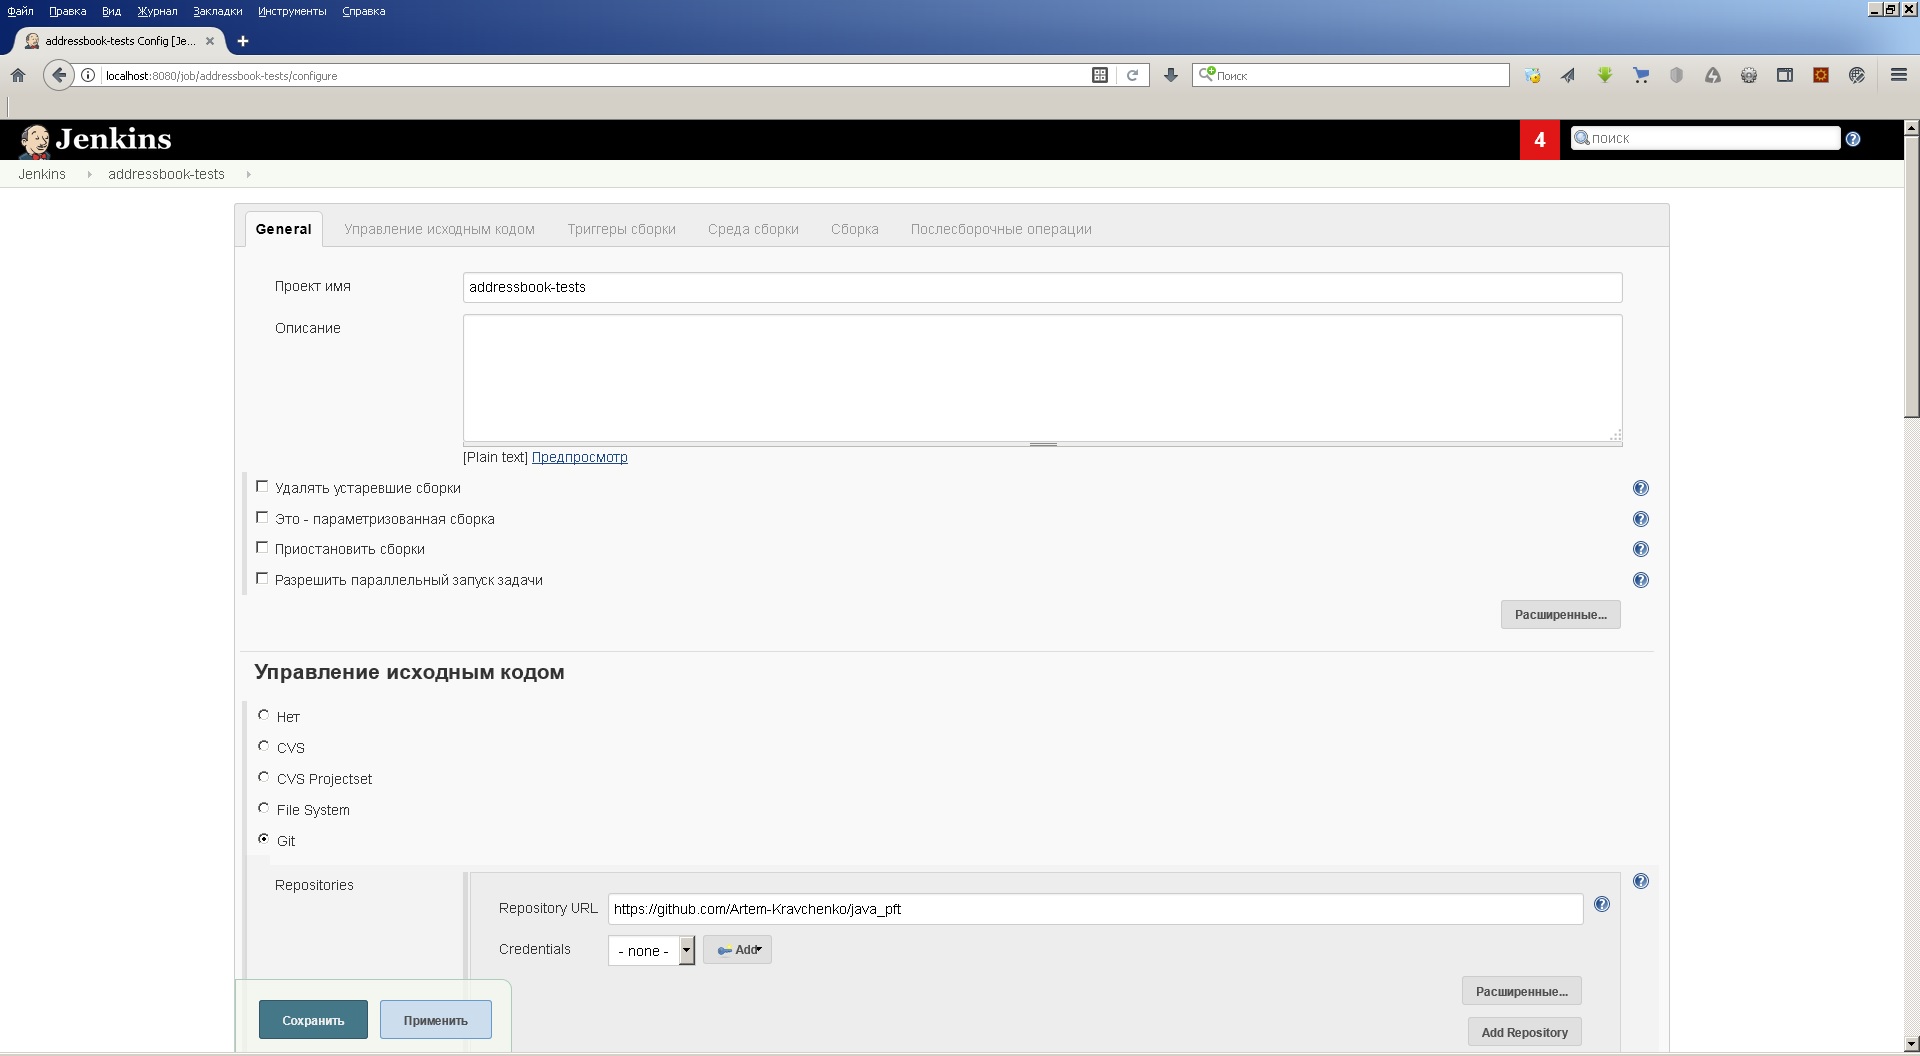 Файл Правка Вид Журнал Закладки Инструменты Справка
addressbook-tests Config [Je...
localhost:8080/job/addressbook-tests/configure
Поиск
Jenkins
4
поиск
Jenkins addressbook-tests
General Управление исходным кодом Триггеры сборки Среда сборки Сборка Послесборочные операции
Проект имя
addressbook-tests
Описание
[Plain text] Предпросмотр
Удалять устаревшие сборки
Это - параметризованная сборка
Приостановить сборки
Разрешить параллельный запуск задачи
Расширенные...
Управление исходным кодом
Нет
CVS
CVS Projectset
File System
Git
Repositories
Repository URL
https://github.com/Artem-Kravchenko/java_pft
Credentials
- none -
Add
Расширенные...
Сохранить Применить
Add Repository